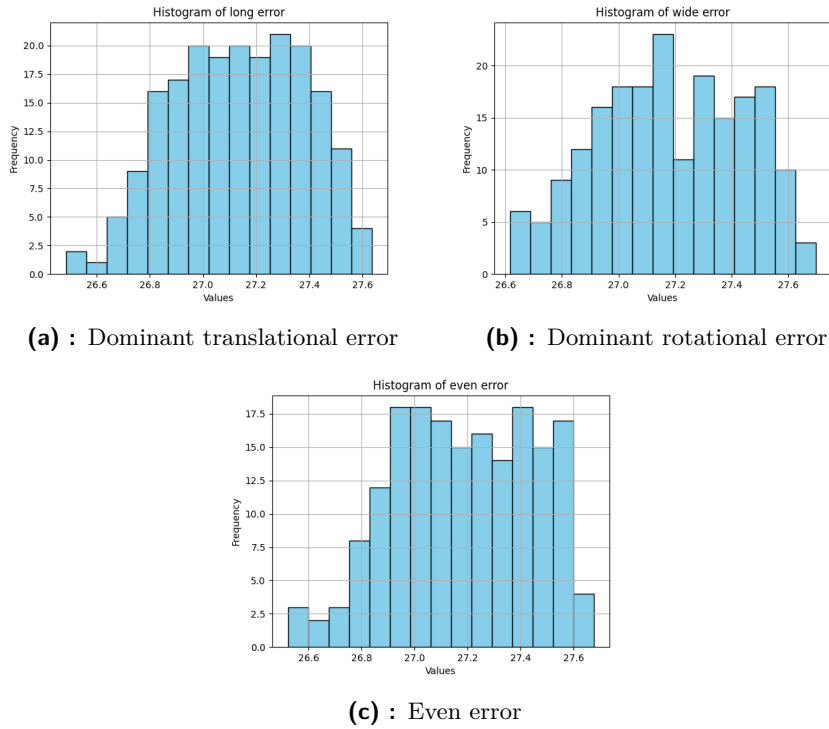 Histogram of long error
20.0
17.5
15.0
12.5
10.0
7.5
5.0
2.5
0.0
Frequency
26.6 26.8 27.0 27.2 27.4 27.6
Values
(a) : Dominant translational error
Histogram of wide error
20
15
10
5
0
Frequency
26.6 26.8 27.0 27.2 27.4 27.6
Values
(b) : Dominant rotational error
Histogram of even error
17.5
15.0
12.5
10.0
7.5
5.0
2.5
0.0
Frequency
26.6 26.8 27.0 27.2 27.4 27.6
Values
(c) : Even error